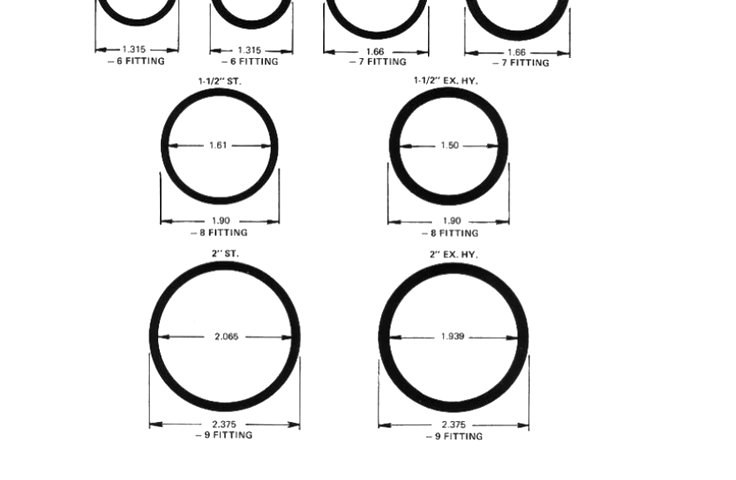 1.315 1.315 1.66 1.66
– 6 FITTING – 6 FITTING – 7 FITTING – 7 FITTING
1-1/2" ST. 1-1/2" EX. HY.
1.61 1.50
1.90 1.90
– 8 FITTING – 8 FITTING
2" ST. 2" EX. HY.
2.065 1.939
2.375 2.375
– 9 FITTING – 9 FITTING